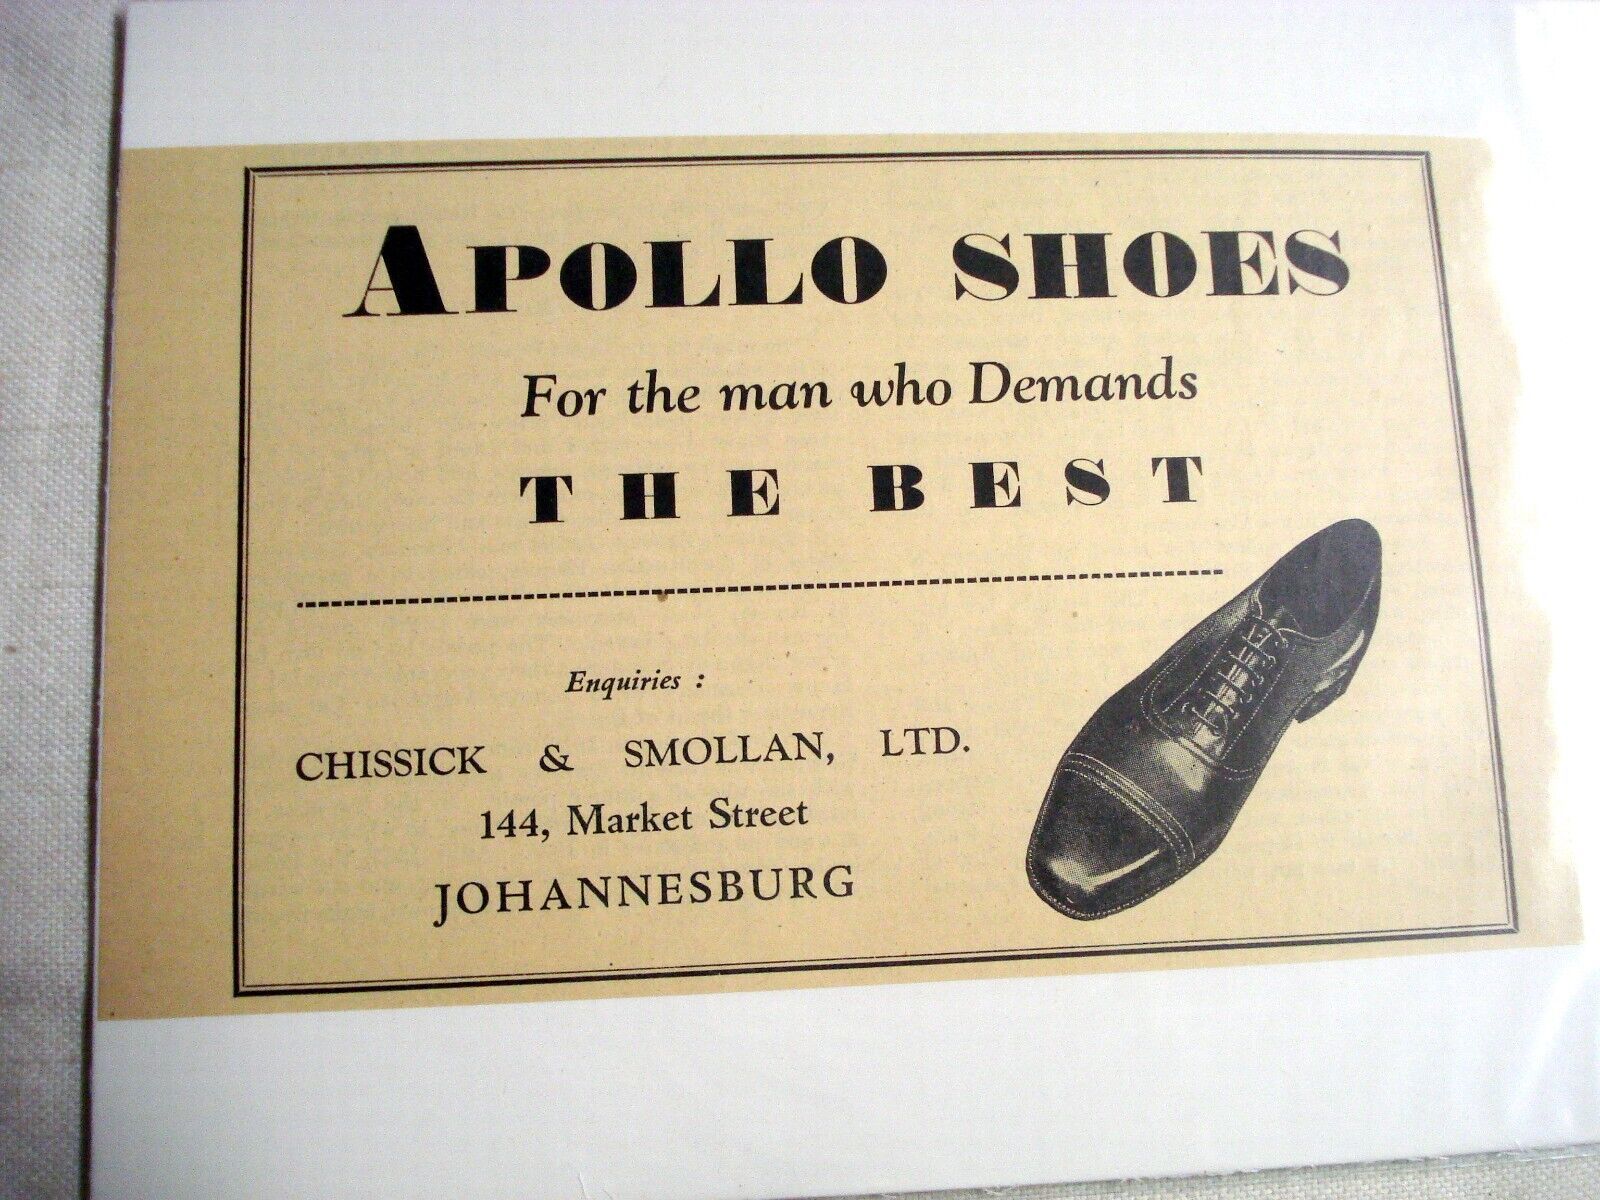 APOLLO SHOES
For the man who Demands
THE BEST
Enquiries :
CHISSICK & SMOLLAN, LTD.
144, Market Street
JOHANNESBURG